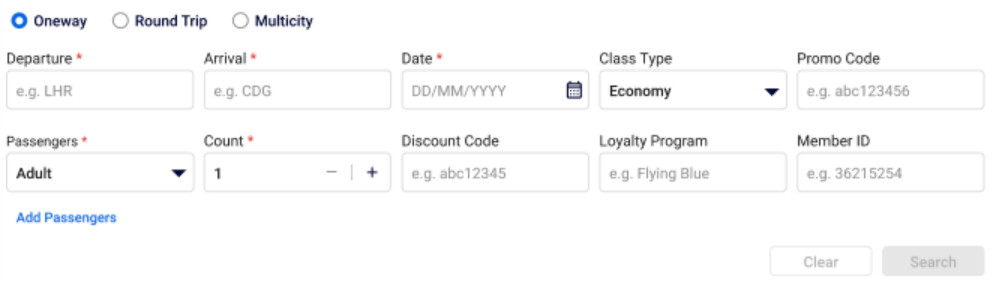 Oneway Round Trip Multicity
Departure * Arrival * Date * Class Type Promo Code
e.g. LHR e.g. CDG DD/MM/YYYY Economy e.g. abc123456
Passengers * Count * Discount Code Loyalty Program Member ID
Adult 1 − | + e.g. abc12345 e.g. Flying Blue e.g. 36215254
Add Passengers
Clear Search